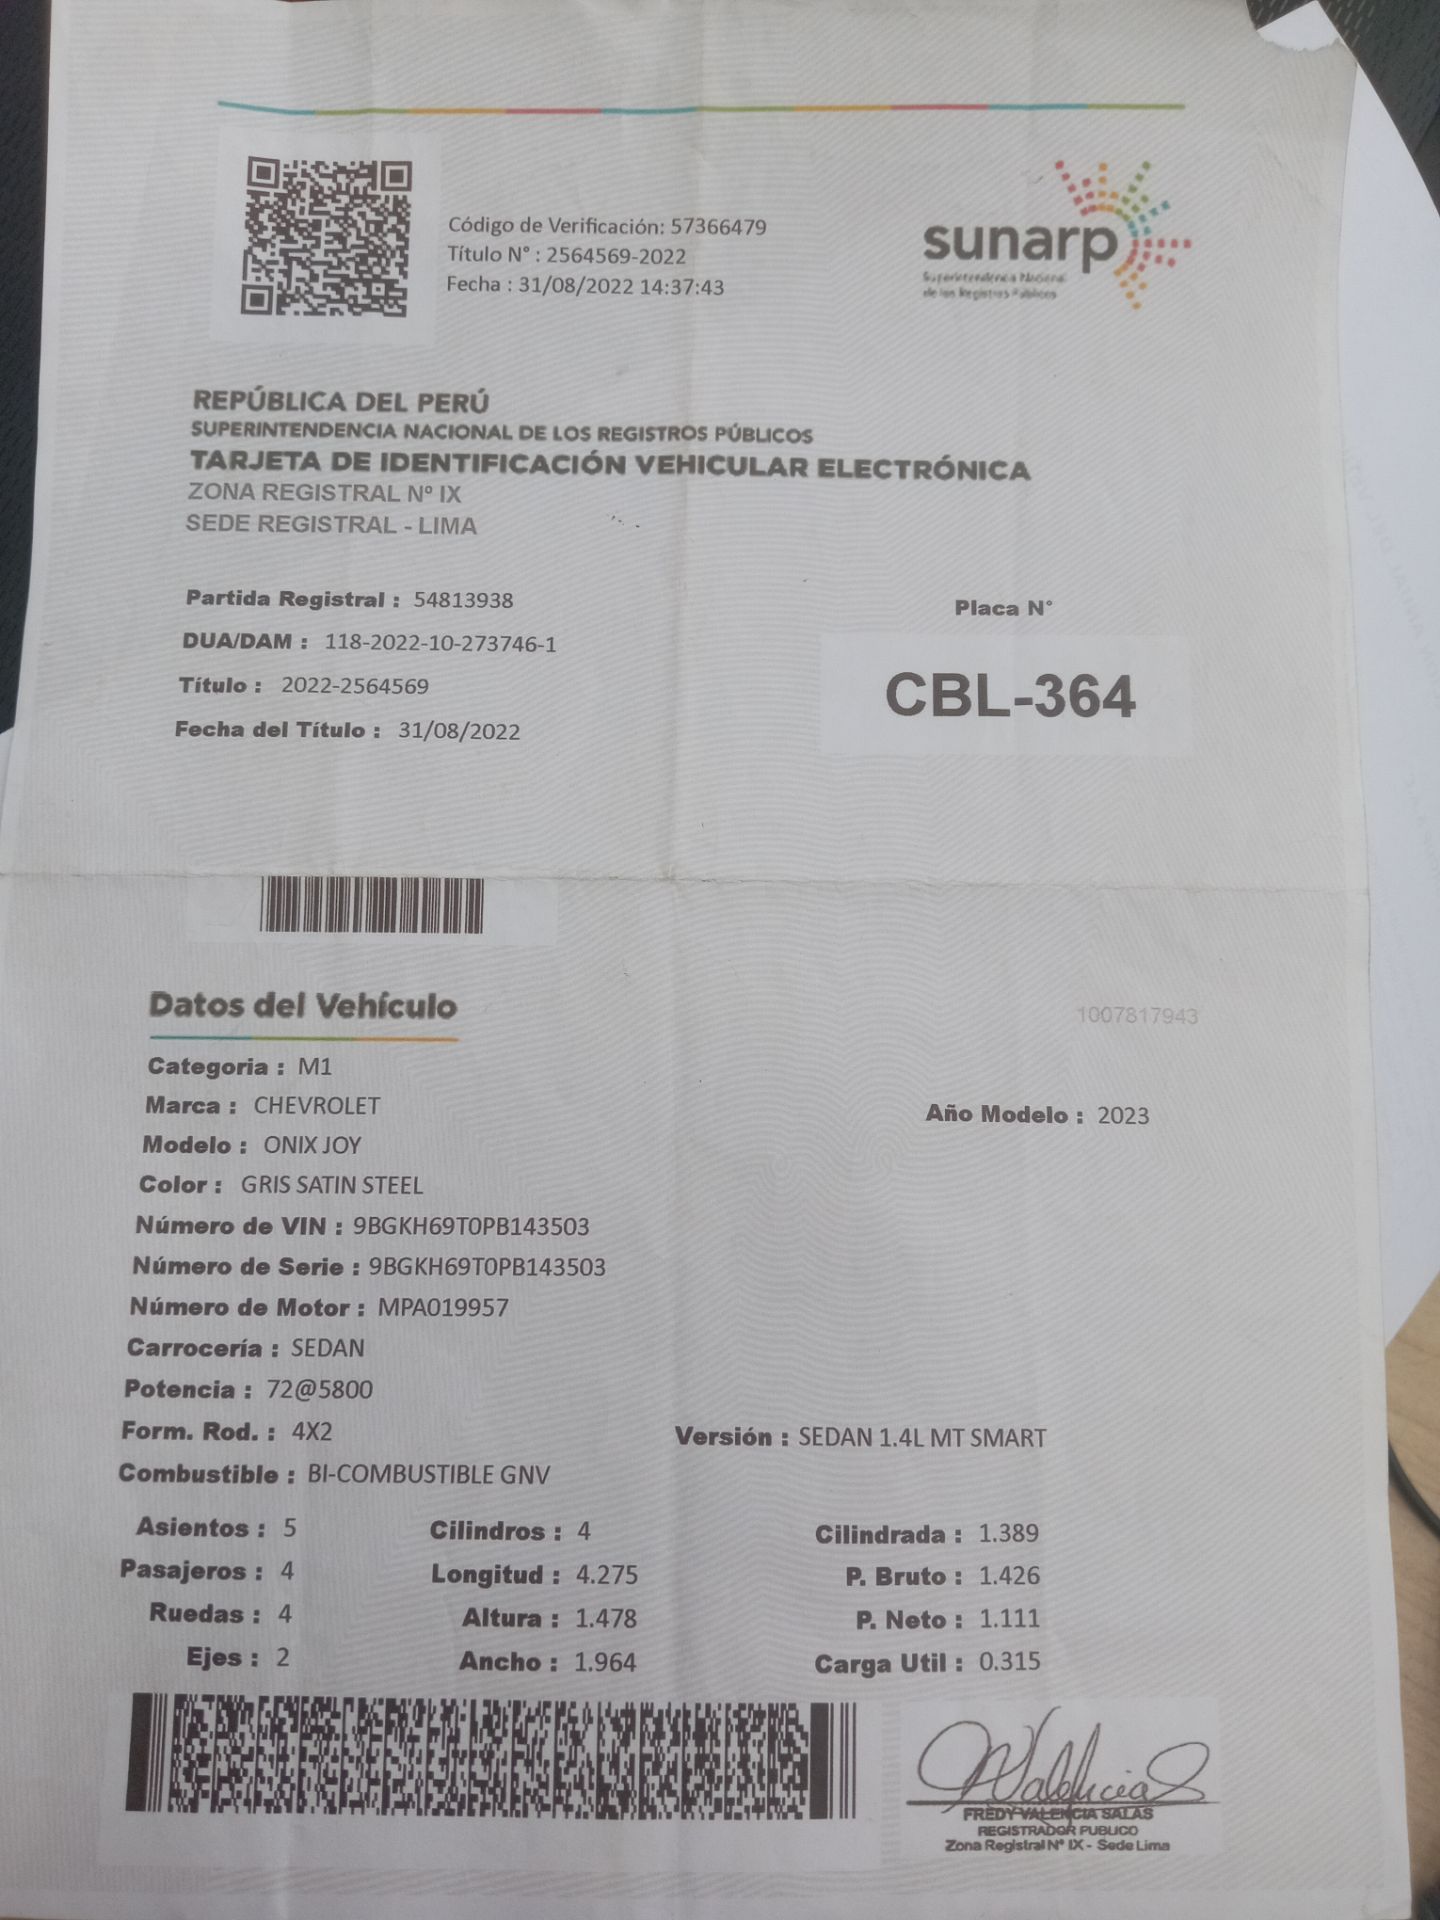 Código de Verificación: 57366479
Título N° : 2564569-2022
Fecha : 31/08/2022 14:37:43
sunarp
Superintendencia Nacional
de los Registros Públicos
REPÚBLICA DEL PERÚ
SUPERINTENDENCIA NACIONAL DE LOS REGISTROS PÚBLICOS
TARJETA DE IDENTIFICACIÓN VEHICULAR ELECTRÓNICA
ZONA REGISTRAL Nº IX
SEDE REGISTRAL - LIMA
Partida Registral : 54813938
DUA/DAM : 118-2022-10-273746-1
Título : 2022-2564569
Fecha del Título : 31/08/2022
Placa N°
CBL-364
Datos del Vehículo
1007817943
Categoria : M1
Marca : CHEVROLET
Año Modelo : 2023
Modelo : ONIX JOY
Color : GRIS SATIN STEEL
Número de VIN : 9BGKH69T0PB143503
Número de Serie : 9BGKH69T0PB143503
Número de Motor : MPA019957
Carrocería : SEDAN
Potencia : 72@5800
Form. Rod. : 4X2
Versión : SEDAN 1.4L MT SMART
Combustible : BI-COMBUSTIBLE GNV
Asientos : 5 Cilindros : 4 Cilindrada : 1.389
Pasajeros : 4 Longitud : 4.275 P. Bruto : 1.426
Ruedas : 4 Altura : 1.478 P. Neto : 1.111
Ejes : 2 Ancho : 1.964 Carga Util : 0.315
FREDY VALENCIA SALAS
REGISTRADOR PUBLICO
Zona Registral N° IX - Sede Lima